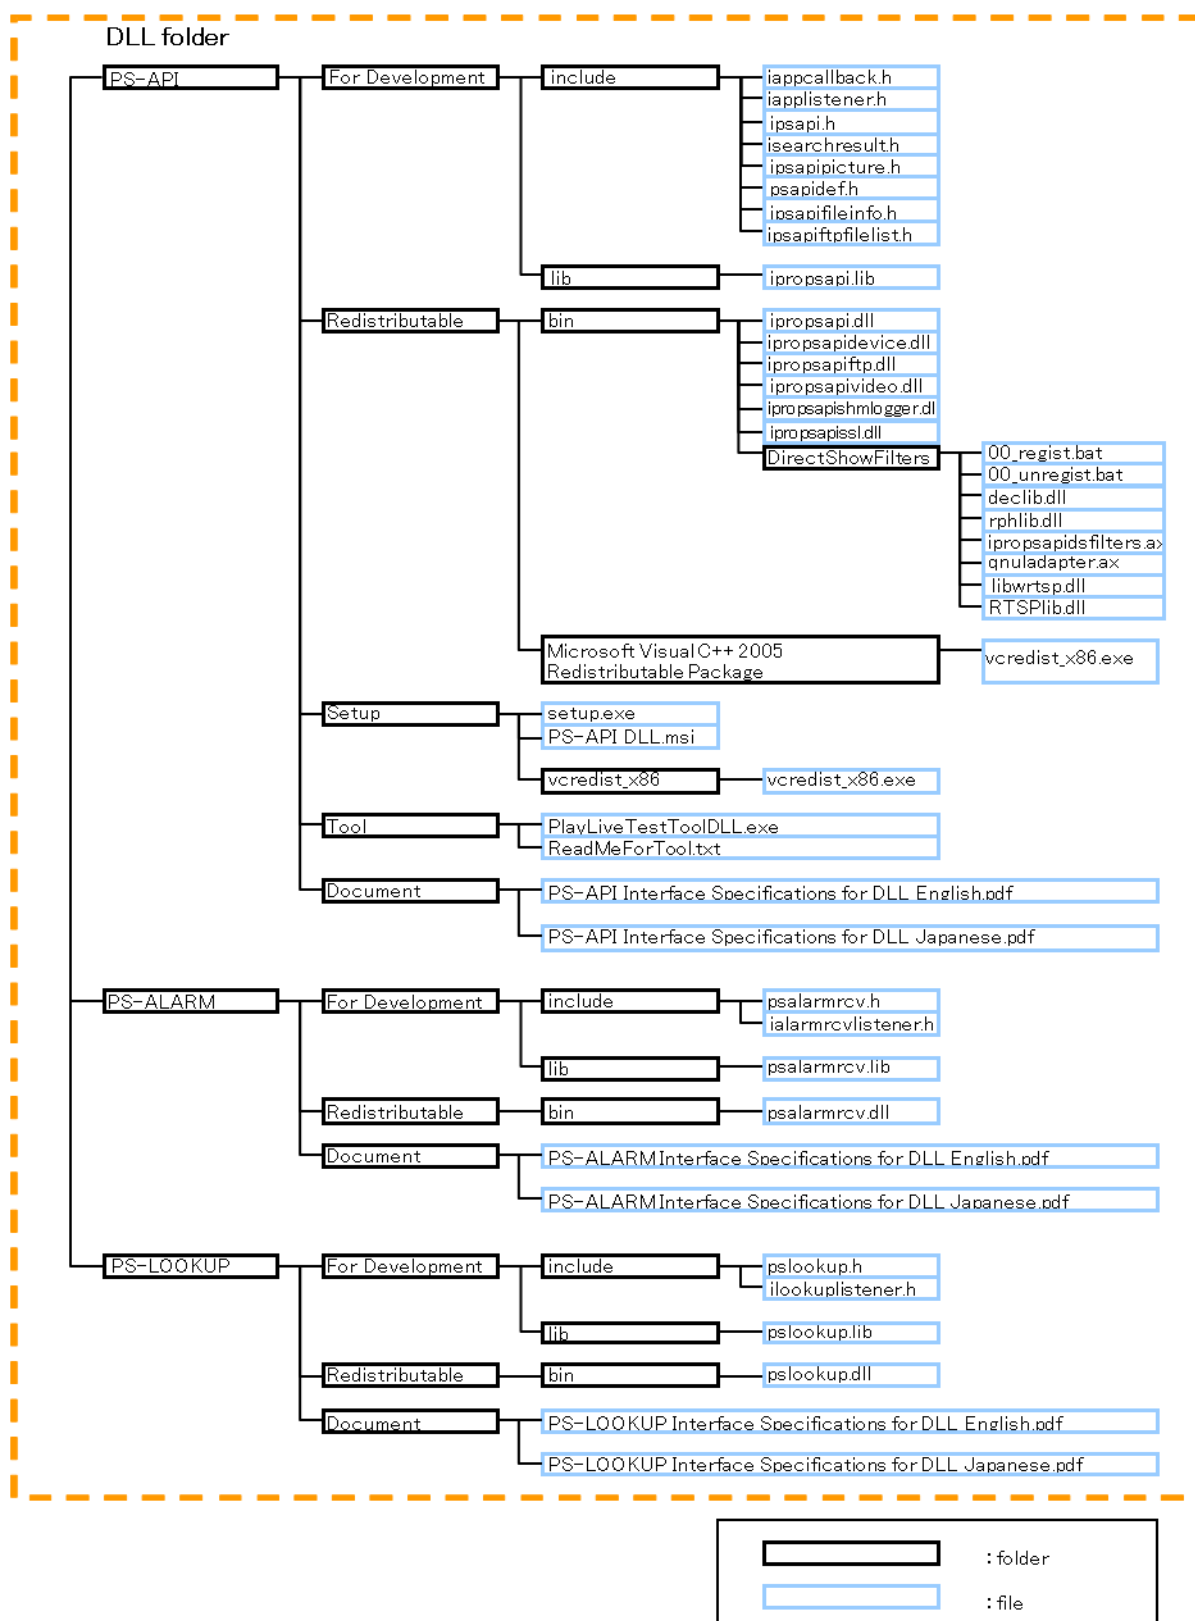 DLL folder
PS-API
For Development
include
iappcallback.h
iapplistener.h
ipsapi.h
isearchresult.h
ipsapipicture.h
psapidef.h
ipsapifileinfo.h
ipsapiftpfilelist.h
lib
ipropsapi.lib
Redistributable
bin
ipropsapi.dll
ipropsapidevice.dll
ipropsapiftp.dll
ipropsapivideo.dll
ipropsapishmlogger.dl
ipropsapissl.dll
DirectShowFilters
00_regist.bat
00_unregist.bat
declib.dll
rphlib.dll
ipropsapidsfilters.ax
qnuladapter.ax
libwrtsp.dll
RTSPlib.dll
Microsoft Visual C++ 2005
Redistributable Package
vcredist_x86.exe
Setup
setup.exe
PS-API DLL.msi
vcredist_x86
vcredist_x86.exe
Tool
PlayLiveTestToolDLL.exe
ReadMeForTool.txt
Document
PS-API Interface Specifications for DLL English.pdf
PS-API Interface Specifications for DLL Japanese.pdf
PS-ALARM
For Development
include
psalarmrcv.h
ialarmrcvlistener.h
lib
psalarmrcv.lib
Redistributable
bin
psalarmrcv.dll
Document
PS-ALARM Interface Specifications for DLL English.pdf
PS-ALARM Interface Specifications for DLL Japanese.pdf
PS-LOOKUP
For Development
include
pslookup.h
ilookuplistener.h
lib
pslookup.lib
Redistributable
bin
pslookup.dll
Document
PS-LOOKUP Interface Specifications for DLL English.pdf
PS-LOOKUP Interface Specifications for DLL Japanese.pdf
: folder
: file